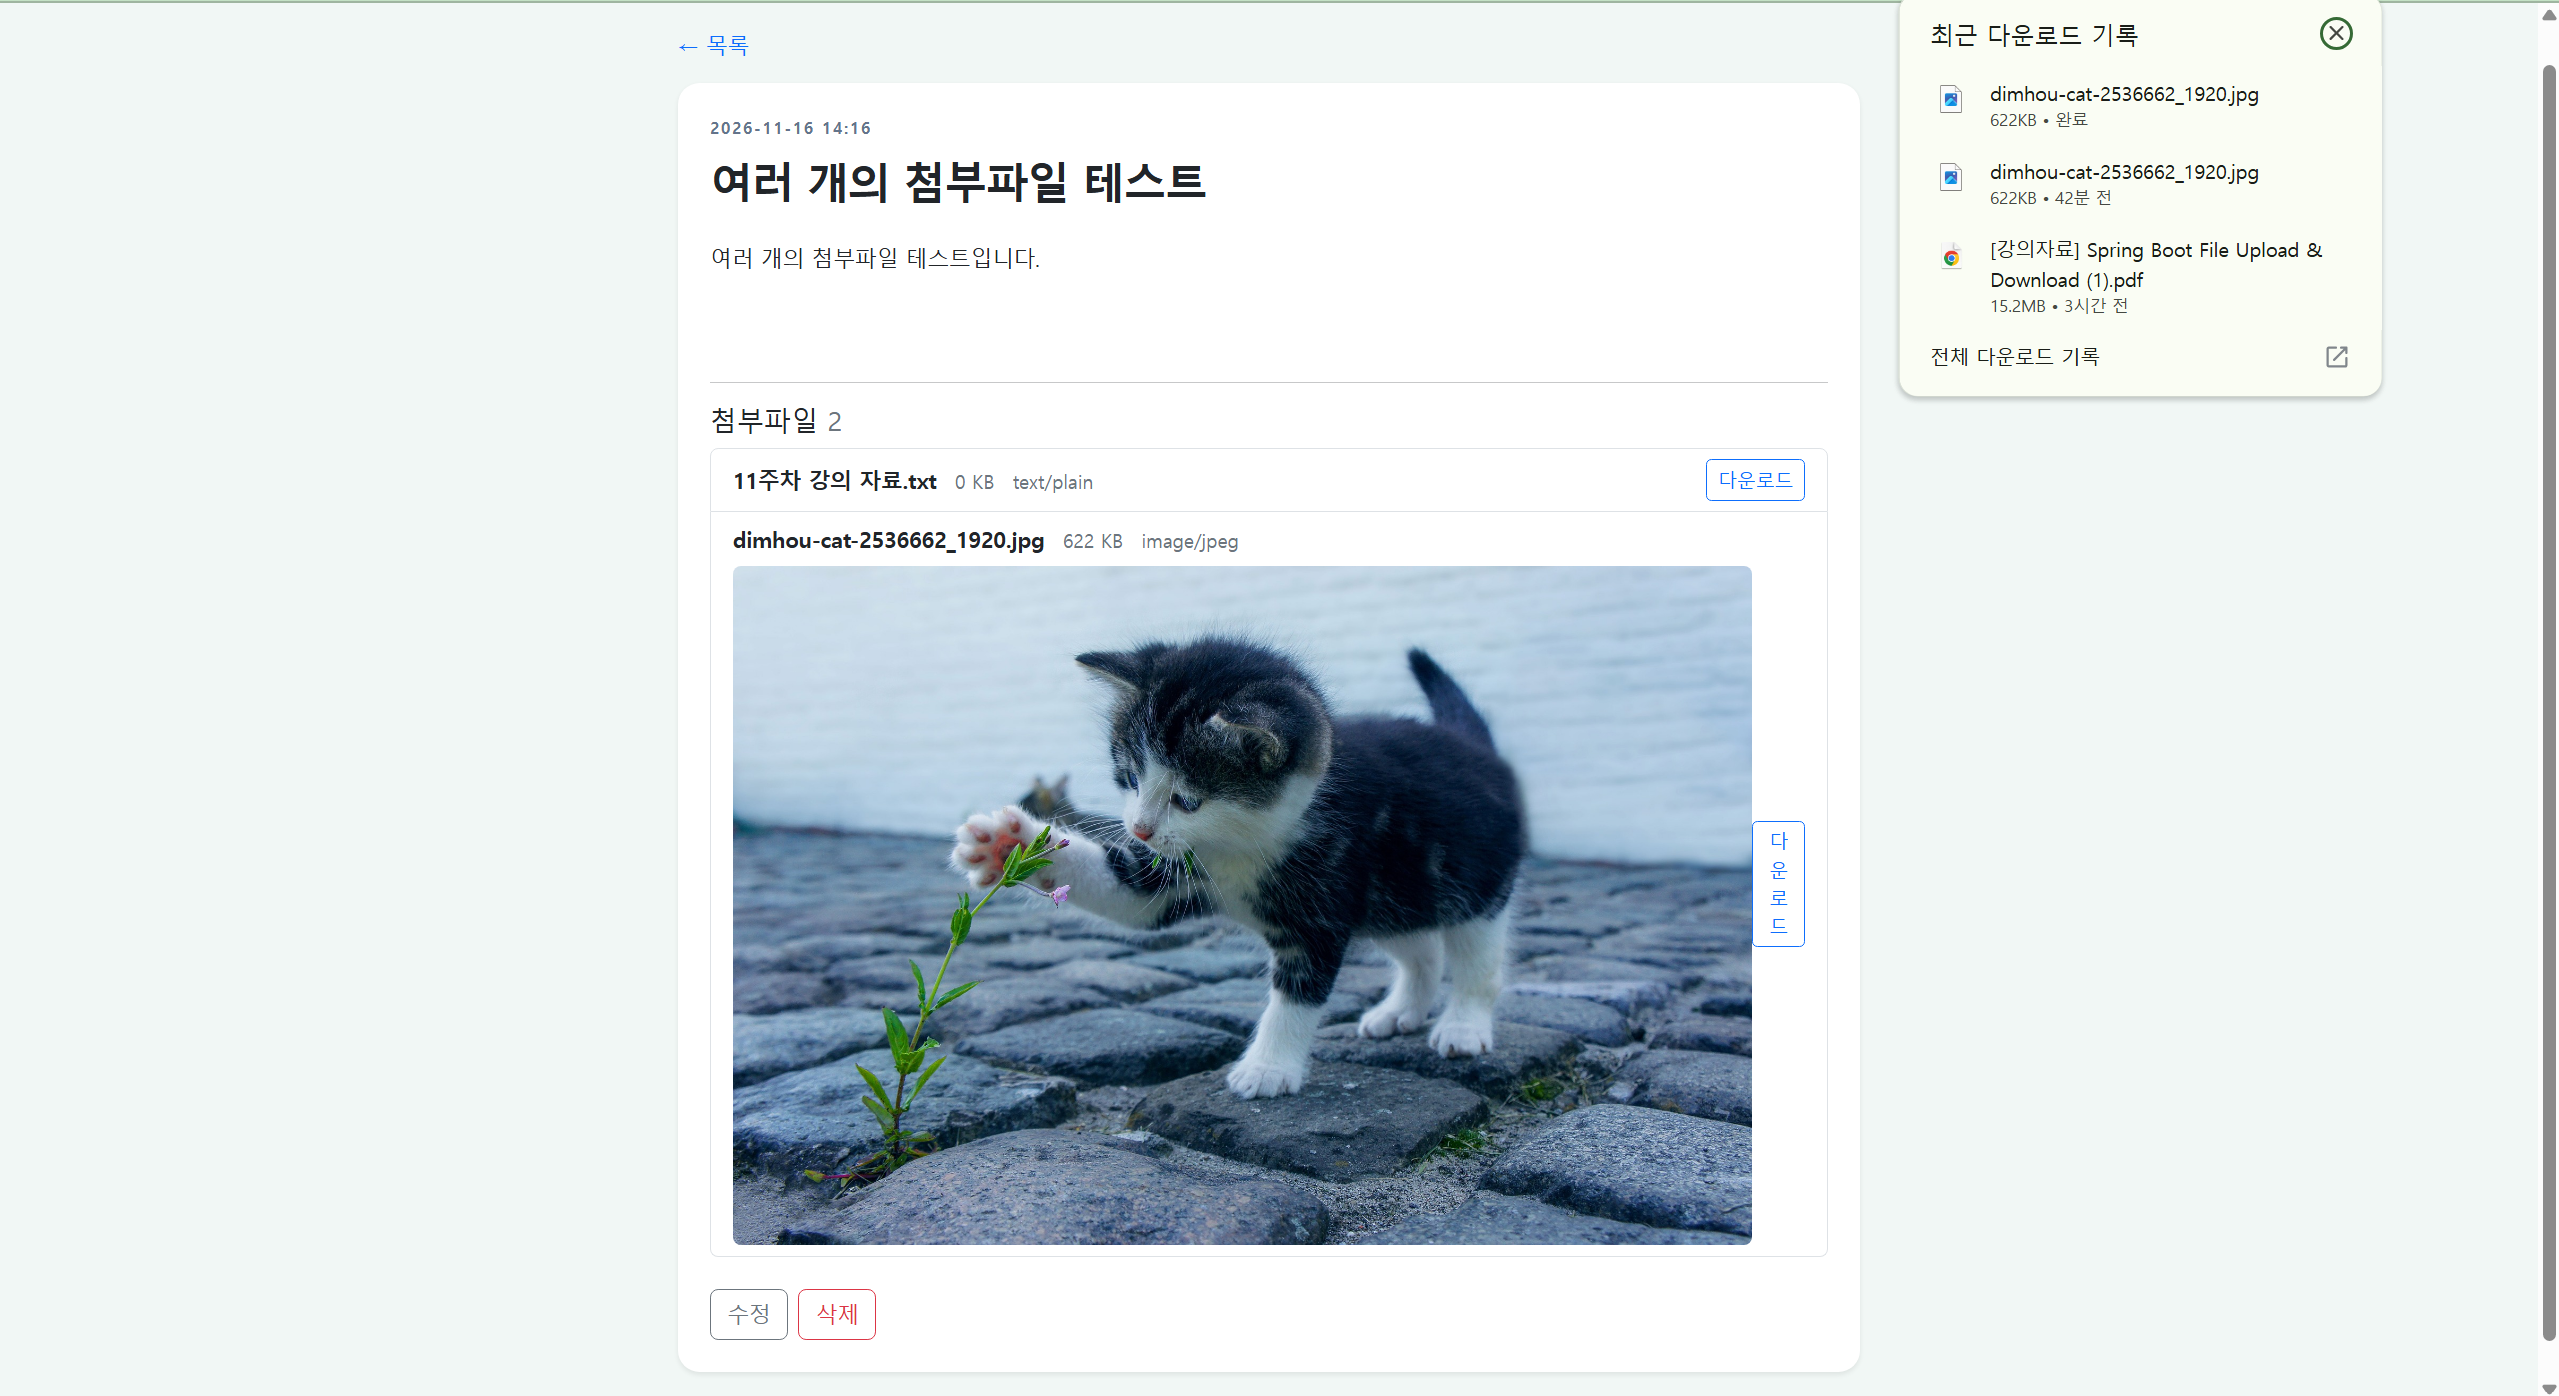 ← 목록
2026-11-16 14:16
여러 개의 첨부파일 테스트
여러 개의 첨부파일 테스트입니다.
첨부파일 2
11주차 강의 자료.txt 0 KB text/plain 다운로드
dimhou-cat-2536662_1920.jpg 622 KB image/jpeg
다운로드
수정 삭제
최근 다운로드 기록
dimhou-cat-2536662_1920.jpg
622KB • 완료
dimhou-cat-2536662_1920.jpg
622KB • 42분 전
[강의자료] Spring Boot File Upload &
Download (1).pdf
15.2MB • 3시간 전
전체 다운로드 기록